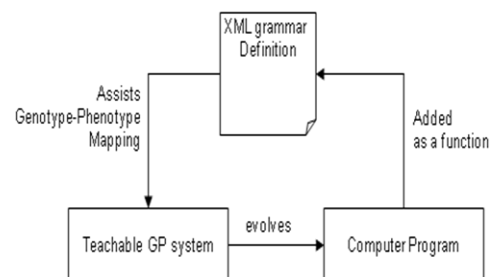 XML grammar
Definition
Assists
Genotype-Phenotype
Mapping
Added
as a function
Teachable GP system
evolves
Computer Program